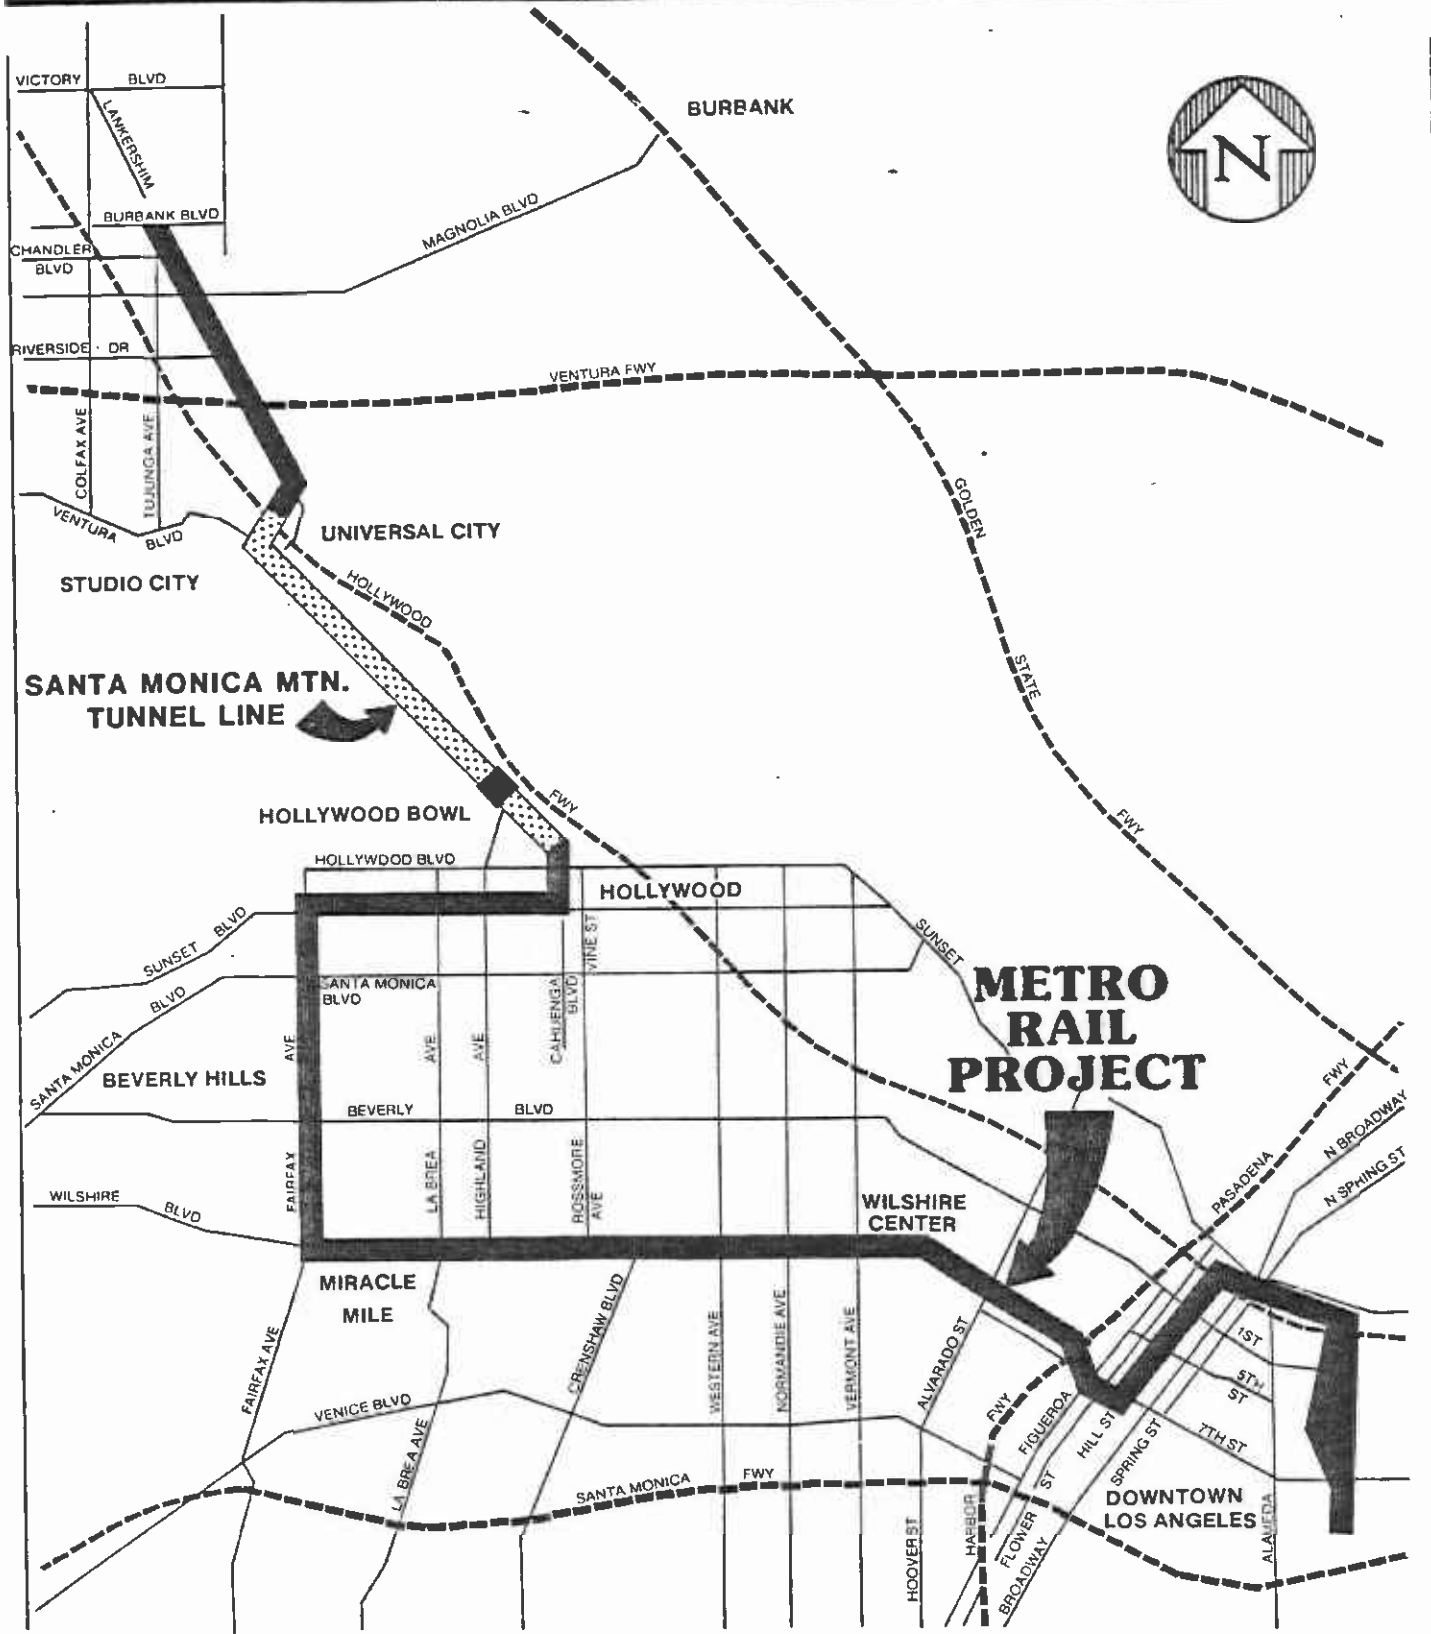 VICTORY BLVD
LANKERSHIM
BURBANK
N
BURBANK BLVD
MAGNOLIA BLVD
CHANDLER
BLVD
RIVERSIDE · DR
VENTURA FWY
COLFAX AVE
TUJUNGA AVE
VENTURA BLVD
UNIVERSAL CITY
GOLDEN
STATE
FWY
STUDIO CITY
HOLLYWOOD
FWY
SANTA MONICA MTN.
TUNNEL LINE
HOLLYWOOD BOWL
HOLLYWDOD BLVD
HOLLYWOOD
SUNSET BLVD
SUNSET
VINE ST
SANTA MONICA
BLVD
SANTA MONICA BLVD
CAHUENGA
BLVD
METRO
RAIL
PROJECT
FAIRFAX AVE
LA BREA AVE
HIGHLAND AVE
BEVERLY HILLS
BEVERLY BLVD
ROSSMORE
AVE
PASADENA FWY
N BROADWAY
N SPHING ST
WILSHIRE BLVD
WILSHIRE
CENTER
MIRACLE
MILE
FAIRFAX AVE
LA BREA AVE
CRENSHAW BLVD
WESTERN AVE
NORMANDIE AVE
VERMONT AVE
ALVARADO ST
VENICE BLVD
1ST
5TH
ST
7TH ST
FWY
HARBOR
FIGUEROA
ST
HILL ST
SPRING ST
SANTA MONICA FWY
DOWNTOWN
LOS ANGELES
HOOVER ST
FLOWER
BROADWAY
ALAMEDA